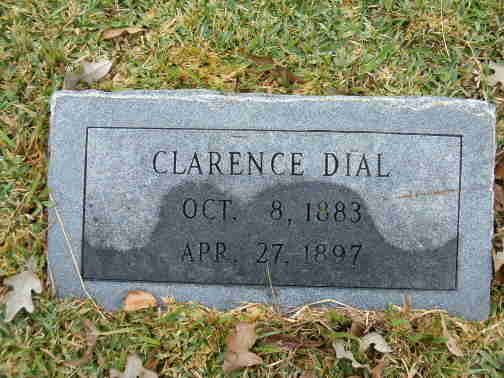 CLARENCE DIAL
OCT. 8, 1883
APR. 27, 1897